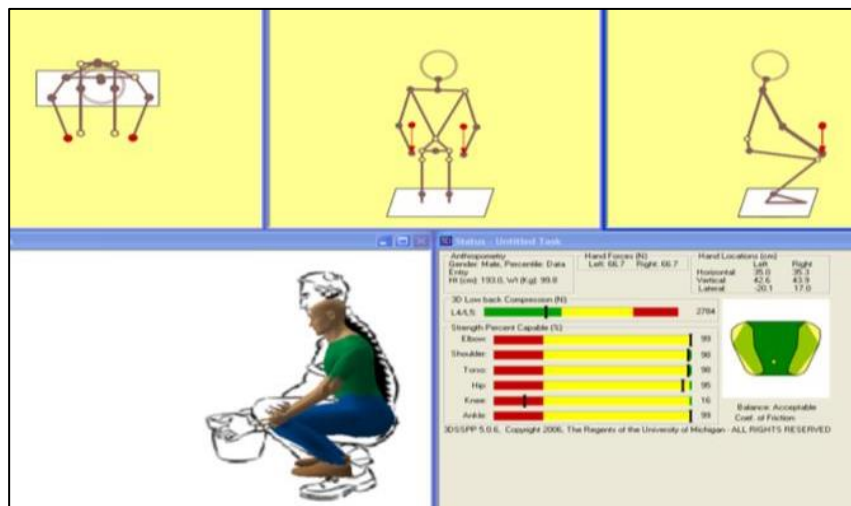 Status - Untitled Task
Anthropometry
Gender: Male, Percentile: Data
Entry
Ht (cm): 193.0, Wt (Kg): 99.8
Hand Forces (N)
Left: 66.7 Right: 66.7
Hand Locations (cm)
Left Right
Horizontal: 35.0 35.3
Vertical: 42.6 43.9
Lateral: -20.1 17.0
3D Low back Compression (N)
L4/L5: 2784
Strength Percent Capable (%)
Elbow: 99
Shoulder: 98
Torso: 98
Hip: 95
Knee: 16
Ankle: 99
Balance: Acceptable
Coef. of Friction:
3DSSPP 5.0.6, Copyright 2006, The Regents of the University of Michigan - ALL RIGHTS RESERVED